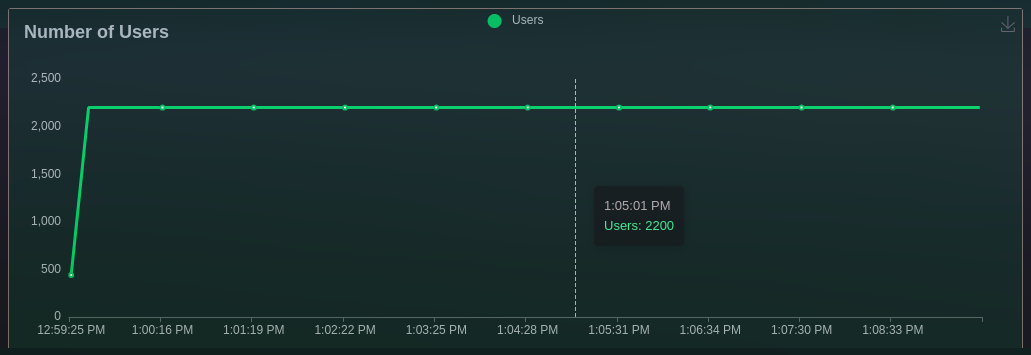 Users
Number of Users
2,500
2,000
1,500
1,000
500
0
1:05:01 PM
Users: 2200
12:59:25 PM 1:00:16 PM 1:01:19 PM 1:02:22 PM 1:03:25 PM 1:04:28 PM 1:05:31 PM 1:06:34 PM 1:07:30 PM 1:08:33 PM